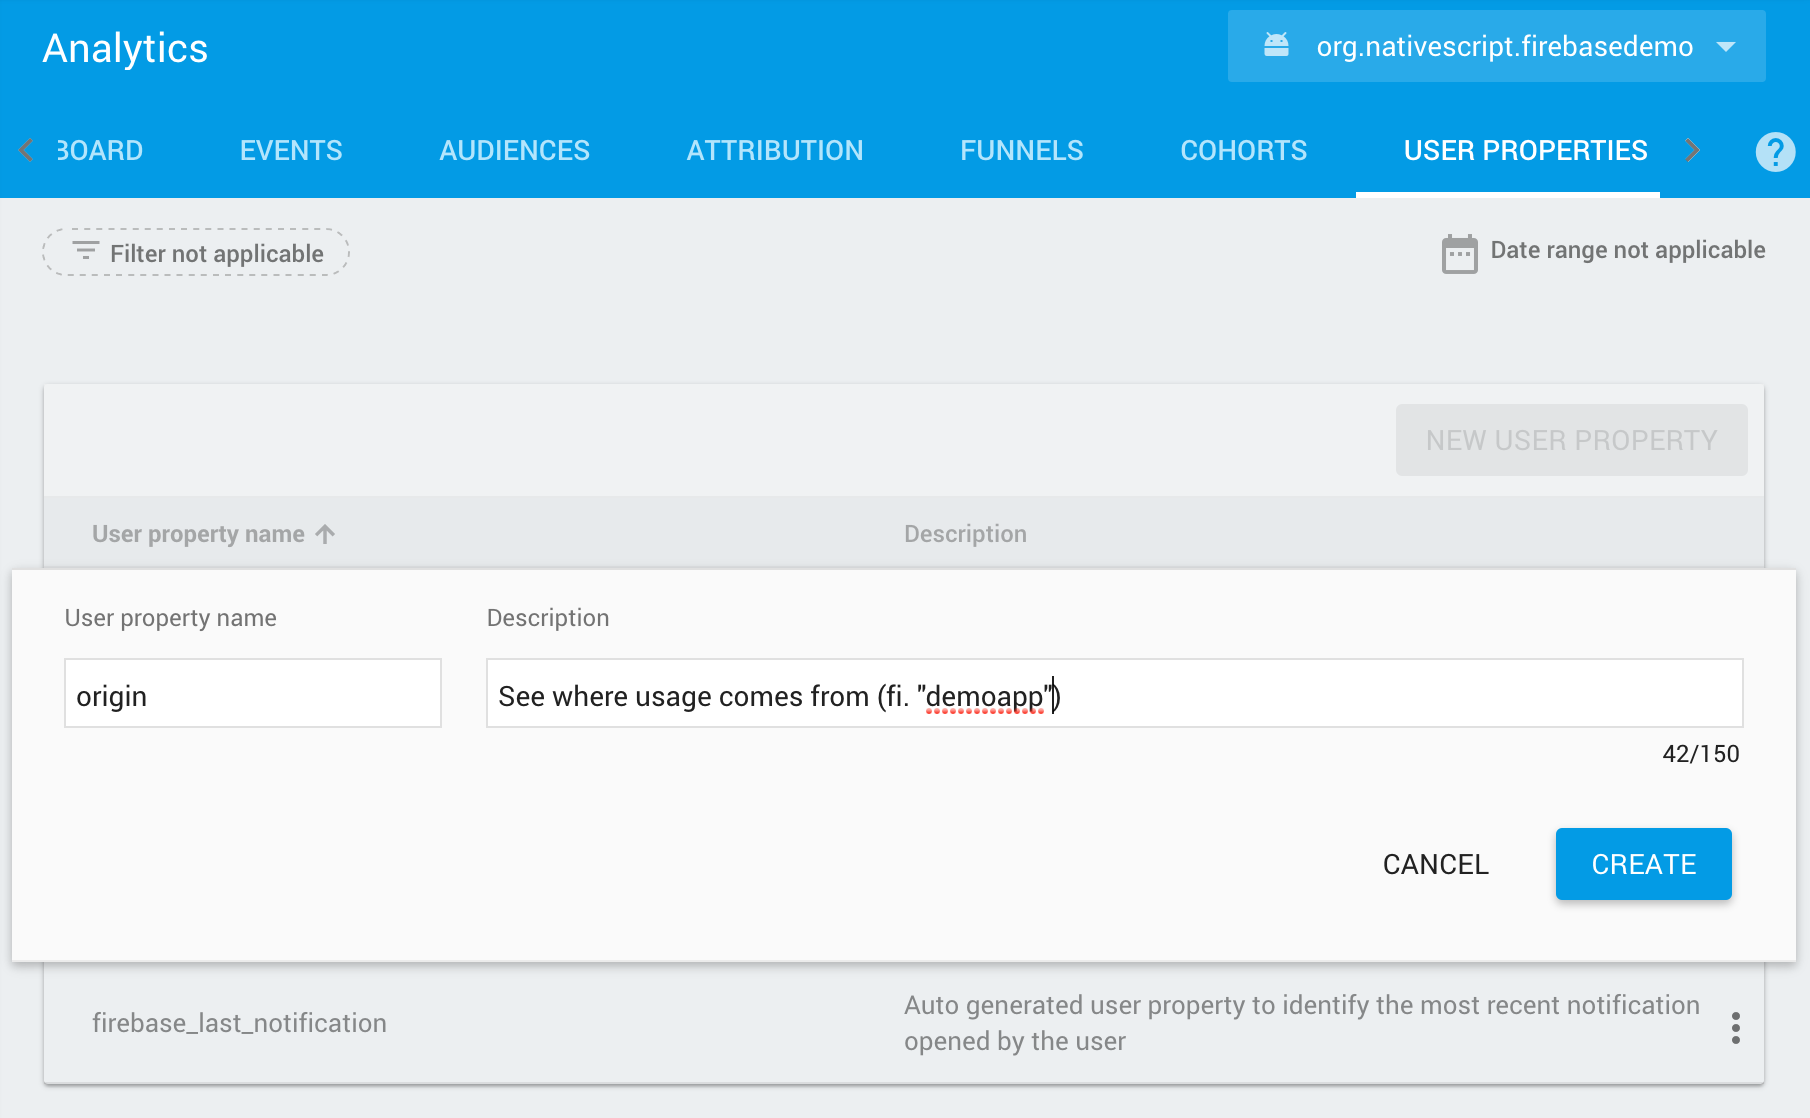 Analytics
org.nativescript.firebasedemo
BOARD EVENTS AUDIENCES ATTRIBUTION FUNNELS COHORTS USER PROPERTIES ?
Filter not applicable
Date range not applicable
NEW USER PROPERTY
User property name Description
User property name Description
origin See where usage comes from (fi. "demoapp")
42/150
CANCEL CREATE
firebase_last_notification
Auto generated user property to identify the most recent notification
opened by the user